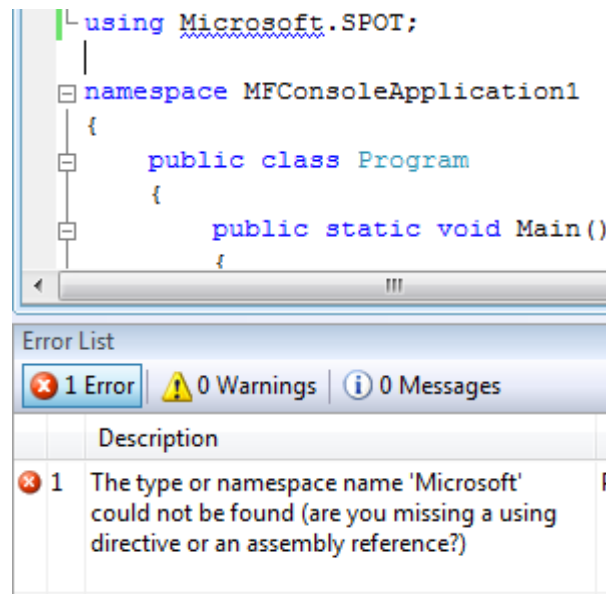 using Microsoft.SPOT;
namespace MFConsoleApplication1
{
public class Program
{
public static void Main()
{
Error List
1 Error 0 Warnings 0 Messages
Description
1 The type or namespace name 'Microsoft'
could not be found (are you missing a using
directive or an assembly reference?)